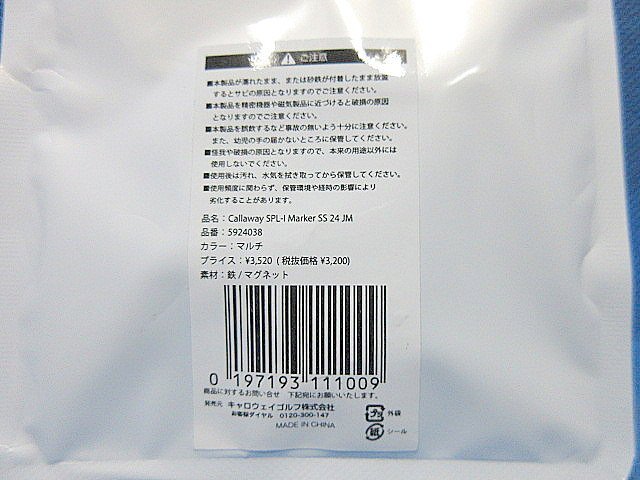 ご注意
■本製品が濡れたまま、または砂鉄が付着したまま放置
するとサビの原因となりますのでご注意ください。
■本製品を精密機器や磁気製品に近づけると破損の原因
となりますのでご注意ください。
■本製品を誤飲するなど事故の無いよう十分に注意ください。
また、幼児の手の届かないところに保管してください。
■怪我や破損の原因となりますので、本来の用途以外には
使用しないでください。
■使用後は汚れ、水気を拭き取ってから保管してください。
■使用頻度に関わらず、保管環境や経時の影響により
劣化することがあります。
品名：Callaway SPL-I Marker SS 24 JM
品番：5924038
カラー：マルチ
プライス：¥3,520（税抜価格 ¥3,200）
素材：鉄 / マグネット
0 197193 111009
商品に対するお問い合せ 下記宛にお願いいたします。
発売元 キャロウェイゴルフ株式会社
お客様ダイヤル 0120-300-147
MADE IN CHINA
プラ 外袋
紙 シール